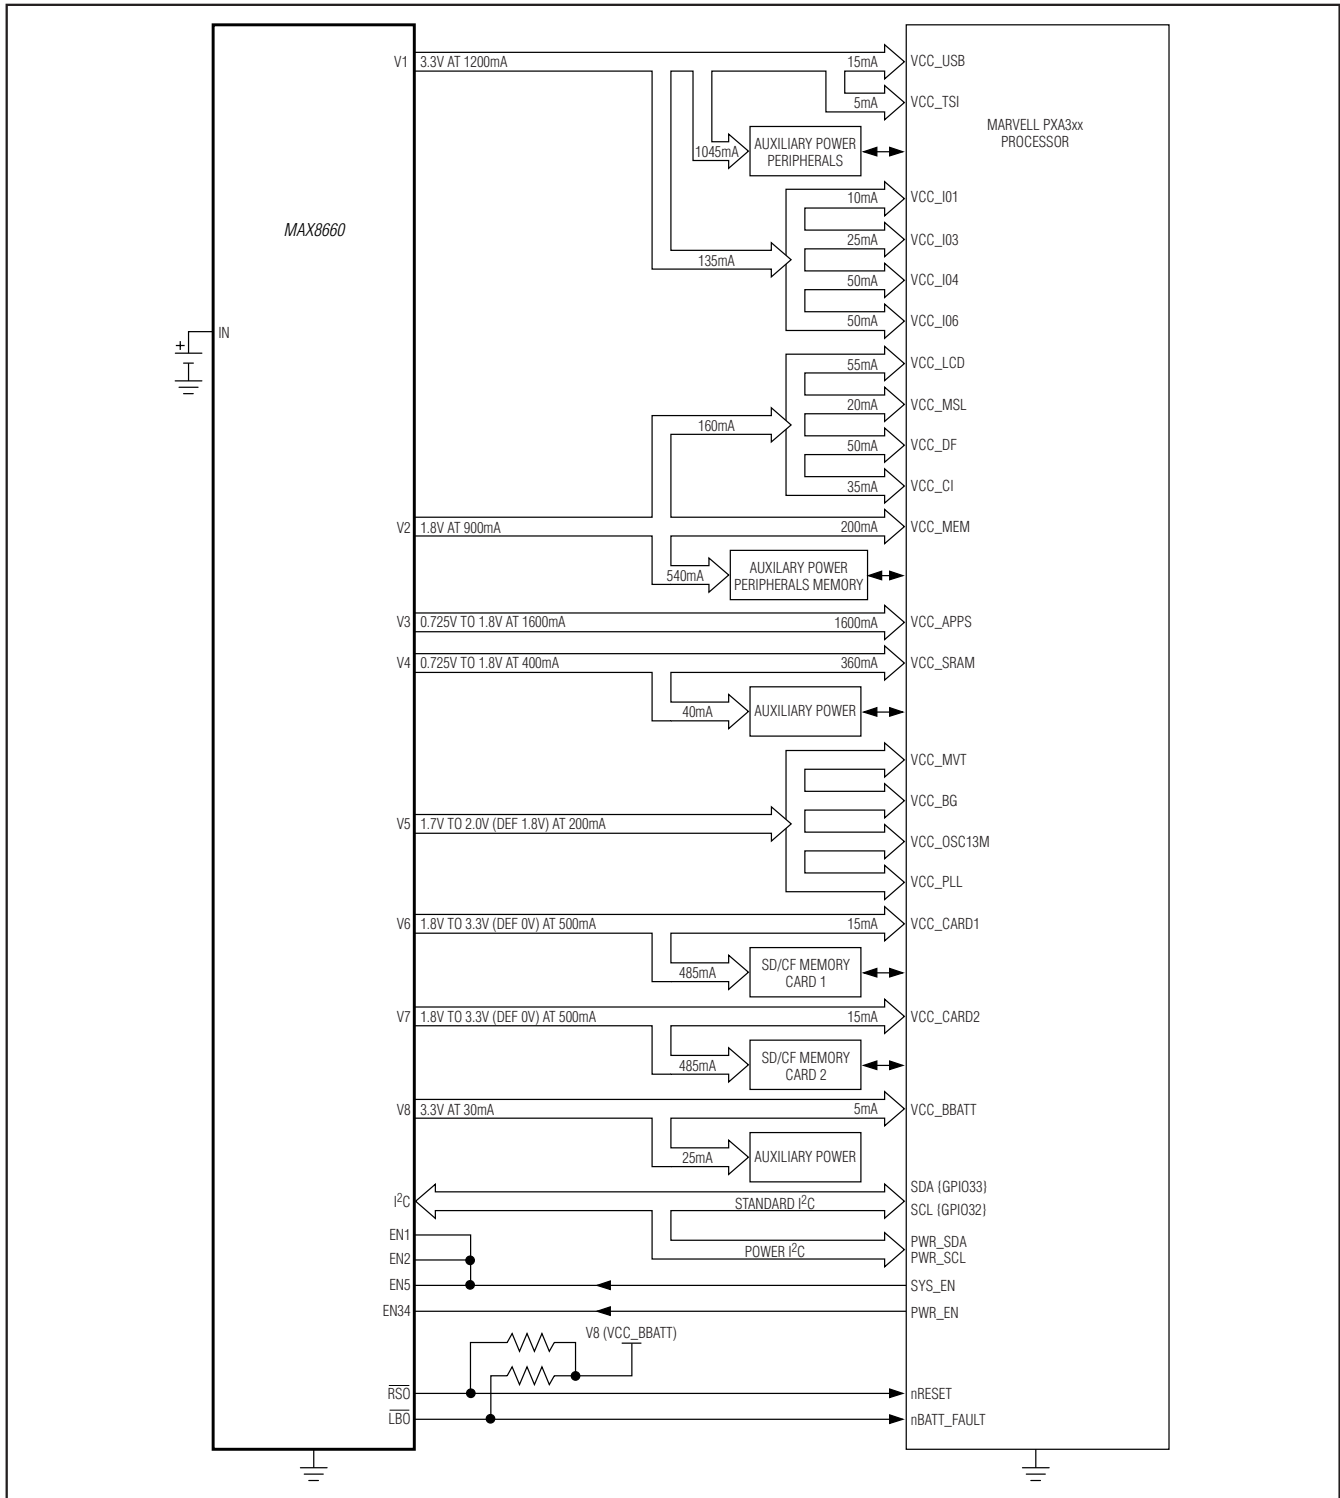 MAX8660
MARVELL PXA3xx
PROCESSOR
IN
+
V1 3.3V AT 1200mA 15mA VCC_USB
5mA VCC_TSI
1045mA AUXILIARY POWER
PERIPHERALS
10mA VCC_I01
25mA VCC_I03
135mA
50mA VCC_I04
50mA VCC_I06
55mA VCC_LCD
20mA VCC_MSL
160mA
50mA VCC_DF
35mA VCC_CI
V2 1.8V AT 900mA 200mA VCC_MEM
540mA AUXILARY POWER
PERIPHERALS MEMORY
V3 0.725V TO 1.8V AT 1600mA 1600mA VCC_APPS
V4 0.725V TO 1.8V AT 400mA 360mA VCC_SRAM
40mA AUXILIARY POWER
VCC_MVT
VCC_BG
V5 1.7V TO 2.0V (DEF 1.8V) AT 200mA
VCC_OSC13M
VCC_PLL
V6 1.8V TO 3.3V (DEF 0V) AT 500mA 15mA VCC_CARD1
485mA SD/CF MEMORY
CARD 1
V7 1.8V TO 3.3V (DEF 0V) AT 500mA 15mA VCC_CARD2
485mA SD/CF MEMORY
CARD 2
V8 3.3V AT 30mA 5mA VCC_BBATT
25mA AUXILIARY POWER
I2C STANDARD I2C SDA {GPIO33}
SCL {GPIO32}
EN1
POWER I2C PWR_SDA
PWR_SCL
EN2
EN5 SYS_EN
EN34 PWR_EN
V8 (VCC_BBATT)
RSO nRESET
LBO nBATT_FAULT